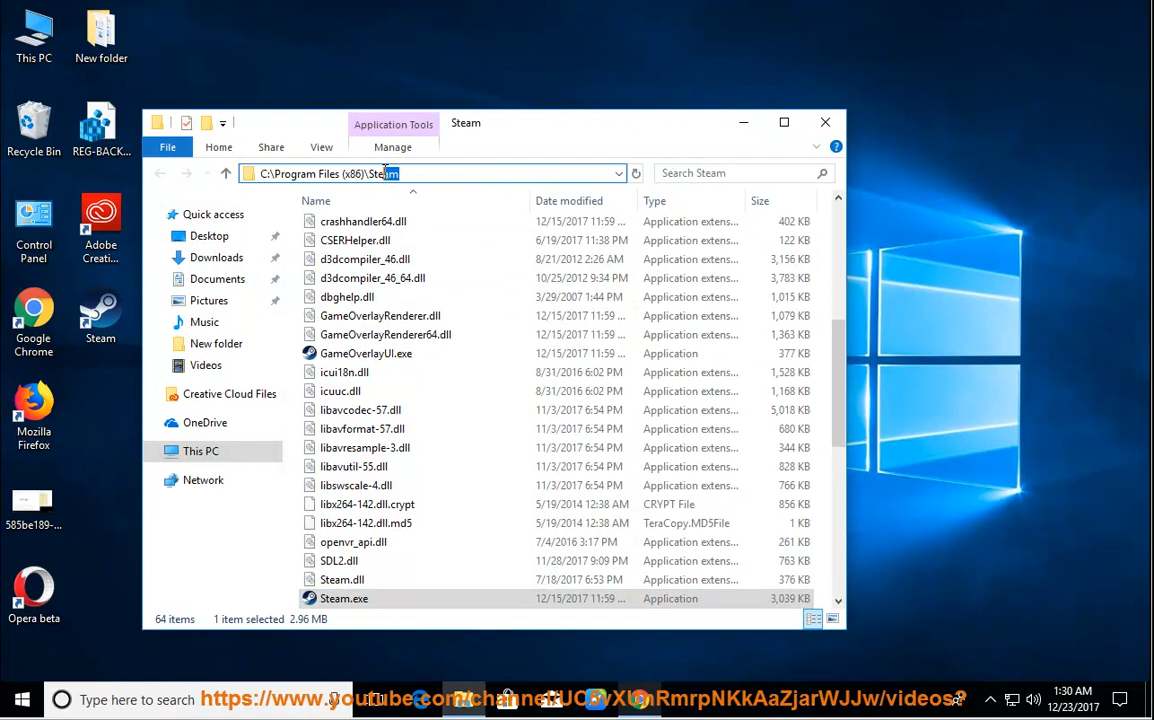 This PC
New folder
Recycle Bin
REG-BACK...
Control Panel
Adobe Creati...
Google Chrome
Steam
Mozilla Firefox
585be189-...
Opera beta
Application Tools
Steam
File
Home
Share
View
Manage
C:\Program Files (x86)\Steam
Search Steam
Quick access
Desktop
Downloads
Documents
Pictures
Music
New folder
Videos
Creative Cloud Files
OneDrive
This PC
Network
Name Date modified Type Size
crashhandler64.dll 12/15/2017 11:59 ... Application extens... 402 KB
CSERHelper.dll 6/19/2017 11:38 PM Application extens... 122 KB
d3dcompiler_46.dll 8/21/2012 2:26 AM Application extens... 3,156 KB
d3dcompiler_46_64.dll 10/25/2012 9:34 PM Application extens... 3,783 KB
dbghelp.dll 3/29/2007 1:44 PM Application extens... 1,015 KB
GameOverlayRenderer.dll 12/15/2017 11:59 ... Application extens... 1,079 KB
GameOverlayRenderer64.dll 12/15/2017 11:59 ... Application extens... 1,363 KB
GameOverlayUI.exe 12/15/2017 11:59 ... Application 377 KB
icui18n.dll 8/31/2016 6:02 PM Application extens... 1,528 KB
icuuc.dll 8/31/2016 6:02 PM Application extens... 1,168 KB
libavcodec-57.dll 11/3/2017 6:54 PM Application extens... 5,018 KB
libavformat-57.dll 11/3/2017 6:54 PM Application extens... 680 KB
libavresample-3.dll 11/3/2017 6:54 PM Application extens... 344 KB
libavutil-55.dll 11/3/2017 6:54 PM Application extens... 828 KB
libswscale-4.dll 11/3/2017 6:54 PM Application extens... 766 KB
libx264-142.dll.crypt 5/19/2014 12:38 AM CRYPT File 856 KB
libx264-142.dll.md5 5/19/2014 12:38 AM TeraCopy.MD5File 1 KB
openvr_api.dll 7/4/2016 3:17 PM Application extens... 261 KB
SDL2.dll 11/28/2017 9:09 PM Application extens... 763 KB
Steam.dll 7/18/2017 6:53 PM Application extens... 376 KB
Steam.exe 12/15/2017 11:59 ... Application 3,039 KB
64 items 1 item selected 2.96 MB
Type here to search
1:30 AM
12/23/2017